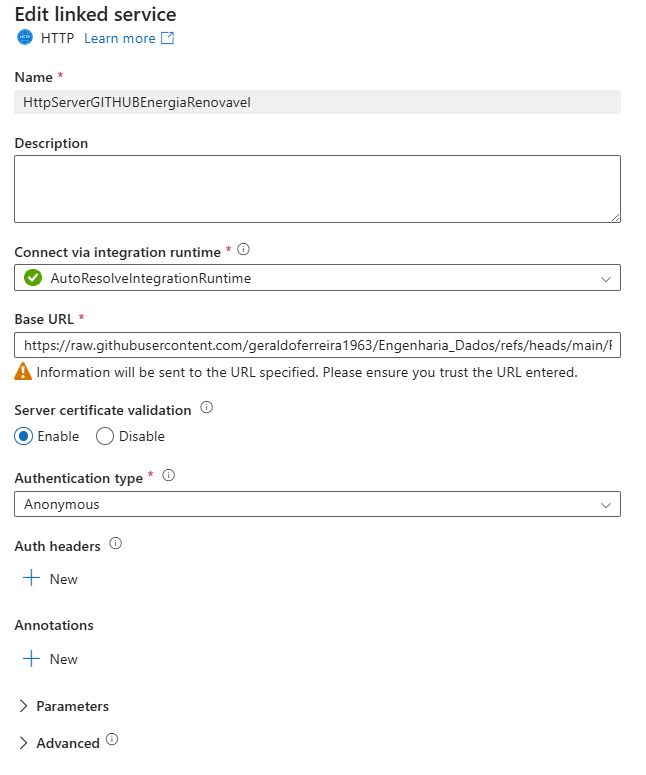 Edit linked service
HTTP Learn more
Name *
HttpServerGITHUBEnergiaRenovavel
Description
Connect via integration runtime *
AutoResolveIntegrationRuntime
Base URL *
https://raw.githubusercontent.com/geraldoferreira1963/Engenharia_Dados/refs/heads/main/
Information will be sent to the URL specified. Please ensure you trust the URL entered.
Server certificate validation
Enable Disable
Authentication type *
Anonymous
Auth headers
New
Annotations
New
Parameters
Advanced